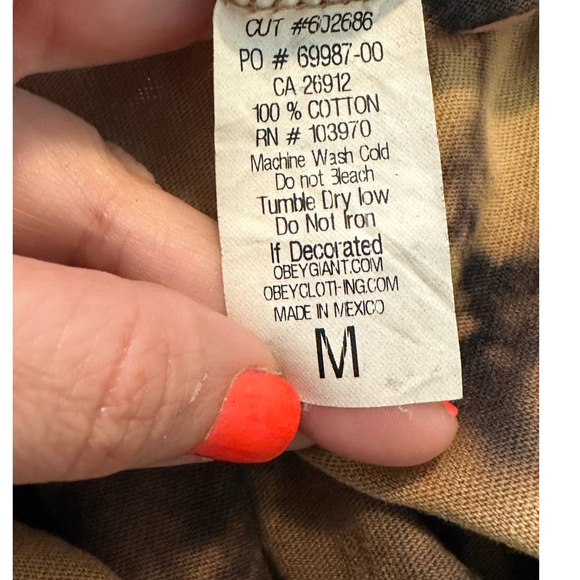 CUT #602686
PO # 69987-00
CA 26912
100 % COTTON
RN # 103970
Machine Wash Cold
Do not Bleach
Tumble Dry low
Do Not Iron
If Decorated
OBEYGIANT.COM
OBEYCLOTHING.COM
MADE IN MEXICO
M